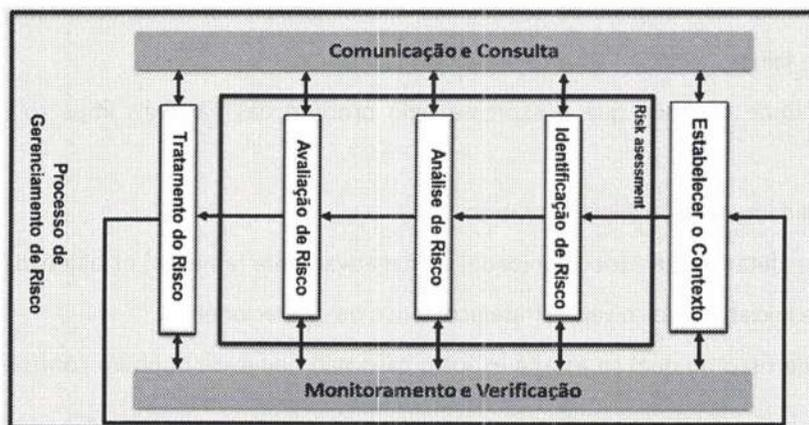 Comunicação e Consulta
Estabelecer o Contexto
Risk asessment
Identificação de Risco
Análise de Risco
Avaliação de Risco
Tratamento do Risco
Monitoramento e Verificação
Processo de
Gerenciamento de Risco